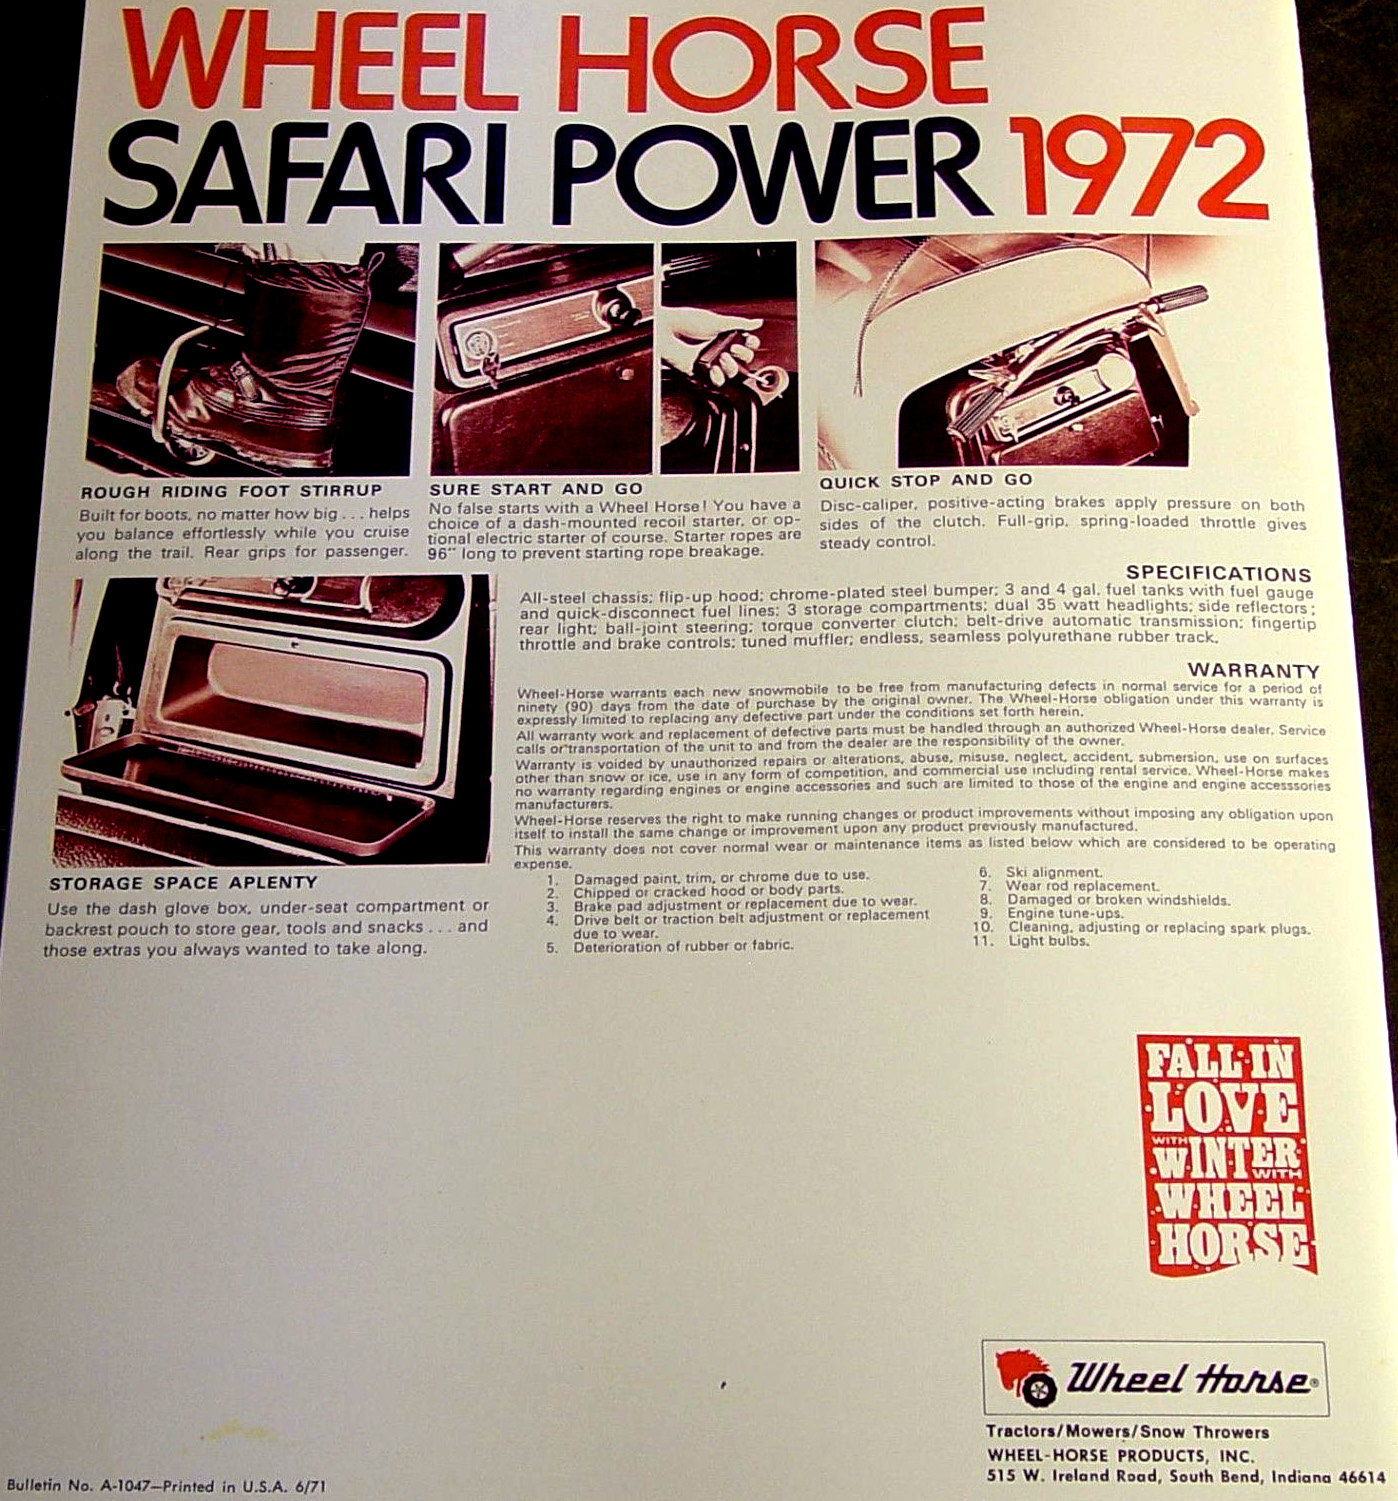 WHEEL HORSE
SAFARI POWER 1972
ROUGH RIDING FOOT STIRRUP
Built for boots, no matter how big . . . helps
you balance effortlessly while you cruise
along the trail. Rear grips for passenger.
SURE START AND GO
No false starts with a Wheel Horse! You have a
choice of a dash-mounted recoil starter, or op-
tional electric starter of course. Starter ropes are
96" long to prevent starting rope breakage.
QUICK STOP AND GO
Disc-caliper, positive-acting brakes apply pressure on both
sides of the clutch. Full-grip, spring-loaded throttle gives
steady control.
STORAGE SPACE APLENTY
Use the dash glove box, under-seat compartment or
backrest pouch to store gear, tools and snacks . . . and
those extras you always wanted to take along.
SPECIFICATIONS
All-steel chassis; flip-up hood; chrome-plated steel bumper; 3 and 4 gal. fuel tanks with fuel gauge
and quick-disconnect fuel lines; 3 storage compartments; dual 35 watt headlights; side reflectors;
rear light; ball-joint steering; torque converter clutch; belt-drive automatic transmission; fingertip
throttle and brake controls; tuned muffler; endless, seamless polyurethane rubber track.
WARRANTY
Wheel-Horse warrants each new snowmobile to be free from manufacturing defects in normal service for a period of
ninety (90) days from the date of purchase by the original owner. The Wheel-Horse obligation under this warranty is
expressly limited to replacing any defective part under the conditions set forth herein.
All warranty work and replacement of defective parts must be handled through an authorized Wheel-Horse dealer. Service
calls or transportation of the unit to and from the dealer are the responsibility of the owner.
Warranty is voided by unauthorized repairs or alterations, abuse, misuse, neglect, accident, submersion, use on surfaces
other than snow or ice, use in any form of competition, and commercial use including rental service. Wheel-Horse makes
no warranty regarding engines or engine accessories and such are limited to those of the engine and engine accesssories
manufacturers.
Wheel-Horse reserves the right to make running changes or product improvements without imposing any obligation upon
itself to install the same change or improvement upon any product previously manufactured.
This warranty does not cover normal wear or maintenance items as listed below which are considered to be operating
expense.
1. Damaged paint, trim, or chrome due to use.
2. Chipped or cracked hood or body parts.
3. Brake pad adjustment or replacement due to wear.
4. Drive belt or traction belt adjustment or replacement
due to wear.
5. Deterioration of rubber or fabric.
6. Ski alignment.
7. Wear rod replacement.
8. Damaged or broken windshields.
9. Engine tune-ups.
10. Cleaning, adjusting or replacing spark plugs.
11. Light bulbs.
FALL IN
LOVE
WITH WINTER WITH
WHEEL
HORSE
Wheel Horse®
Tractors/Mowers/Snow Throwers
WHEEL-HORSE PRODUCTS, INC.
515 W. Ireland Road, South Bend, Indiana 46614
Bulletin No. A-1047—Printed in U.S.A. 6/71